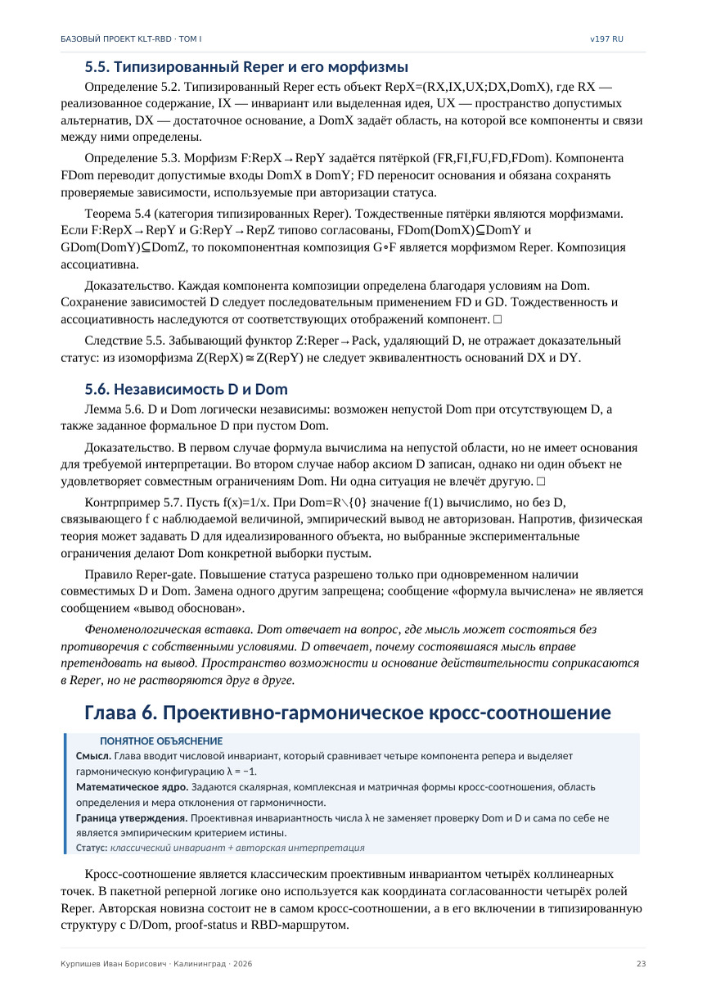 БАЗОВЫЙ ПРОЕКТ KLT-RBD · ТОМ I
v197 RU
5.5. Типизированный Reper и его морфизмы
Определение 5.2. Типизированный Reper есть объект RepX=(RX,IX,UX;DX,DomX), где RX —
реализованное содержание, IX — инвариант или выделенная идея, UX — пространство допустимых
альтернатив, DX — достаточное основание, а DomX задаёт область, на которой все компоненты и связи
между ними определены.
Определение 5.3. Морфизм F:RepX→RepY задаётся пятёркой (FR,FI,FU,FD,FDom). Компонента
FDom переводит допустимые входы DomX в DomY; FD переносит основания и обязана сохранять
проверяемые зависимости, используемые при авторизации статуса.
Теорема 5.4 (категория типизированных Reper). Тождественные пятёрки являются морфизмами.
Если F:RepX→RepY и G:RepY→RepZ типово согласованы, FDom(DomX)⊆DomY и
GDom(DomY)⊆DomZ, то покомпонентная композиция G∘F является морфизмом Reper. Композиция
ассоциативна.
Доказательство. Каждая компонента композиции определена благодаря условиям на Dom.
Сохранение зависимостей D следует последовательным применением FD и GD. Тождественность и
ассоциативность наследуются от соответствующих отображений компонент. □
Следствие 5.5. Забывающий функтор Z:Reper→Pack, удаляющий D, не отражает доказательный
статус: из изоморфизма Z(RepX)≅Z(RepY) не следует эквивалентность оснований DX и DY.
5.6. Независимость D и Dom
Лемма 5.6. D и Dom логически независимы: возможен непустой Dom при отсутствующем D, а
также заданное формальное D при пустом Dom.
Доказательство. В первом случае формула вычислима на непустой области, но не имеет основания
для требуемой интерпретации. Во втором случае набор аксиом D записан, однако ни один объект не
удовлетворяет совместным ограничениям Dom. Ни одна ситуация не влечёт другую. □
Контрпример 5.7. Пусть f(x)=1/x. При Dom=ℝ∖{0} значение f(1) вычислимо, но без D,
связывающего f с наблюдаемой величиной, эмпирический вывод не авторизован. Напротив, физическая
теория может задавать D для идеализированного объекта, но выбранные экспериментальные
ограничения делают Dom конкретной выборки пустым.
Правило Reper-gate. Повышение статуса разрешено только при одновременном наличии
совместимых D и Dom. Замена одного другим запрещена; сообщение «формула вычислена» не является
сообщением «вывод обоснован».
Феноменологическая вставка. Dom отвечает на вопрос, где мысль может состояться без
противоречия с собственными условиями. D отвечает, почему состоявшаяся мысль вправе
претендовать на вывод. Пространство возможности и основание действительности соприкасаются
в Reper, но не растворяются друг в друге.
Глава 6. Проективно-гармоническое кросс-соотношение
ПОНЯТНОЕ ОБЪЯСНЕНИЕ
Смысл. Глава вводит числовой инвариант, который сравнивает четыре компонента репера и выделяет
гармоническую конфигурацию λ = −1.
Математическое ядро. Задаются скалярная, комплексная и матричная формы кросс-соотношения, область
определения и мера отклонения от гармоничности.
Граница утверждения. Проективная инвариантность числа λ не заменяет проверку Dom и D и сама по себе не
является эмпирическим критерием истины.
Статус: классический инвариант + авторская интерпретация
Кросс-соотношение является классическим проективным инвариантом четырёх коллинеарных
точек. В пакетной реперной логике оно используется как координата согласованности четырёх ролей
Reper. Авторская новизна состоит не в самом кросс-соотношении, а в его включении в типизированную
структуру с D/Dom, proof-status и RBD-маршрутом.
Курпишев Иван Борисович · Калининград · 2026
23